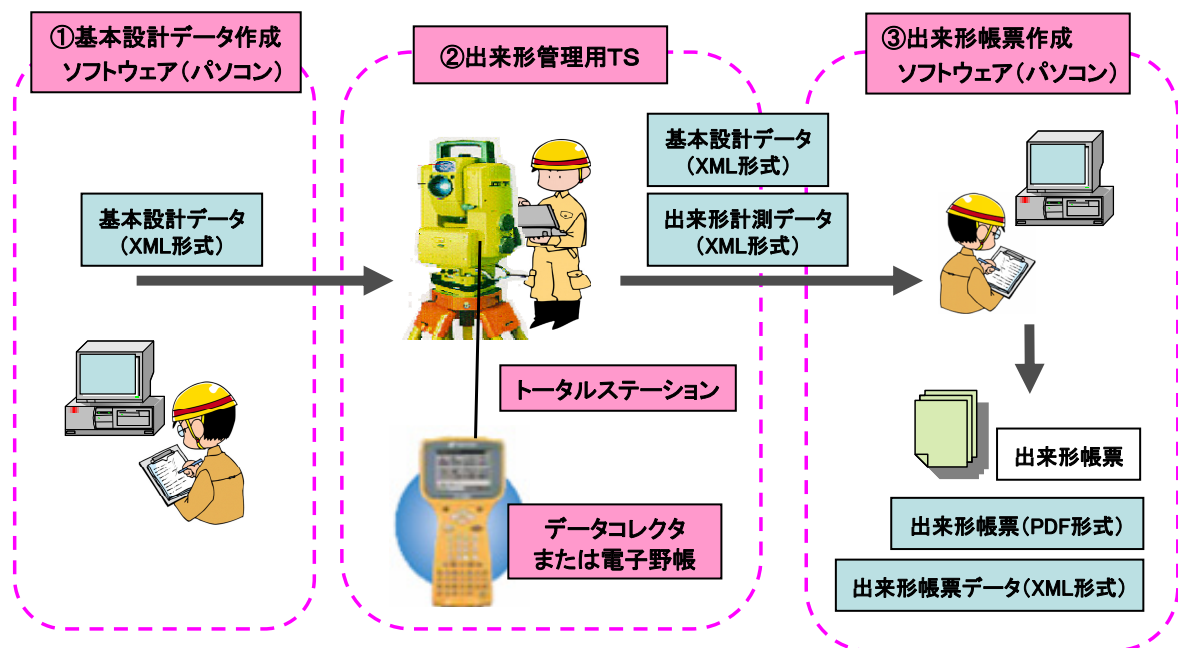 ①基本設計データ作成
ソフトウェア(パソコン)
基本設計データ
(XML形式)
②出来形管理用TS
トータルステーション
データコレクタ
または電子野帳
基本設計データ
(XML形式)
出来形計測データ
(XML形式)
③出来形帳票作成
ソフトウェア(パソコン)
出来形帳票
出来形帳票(PDF形式)
出来形帳票データ(XML形式)